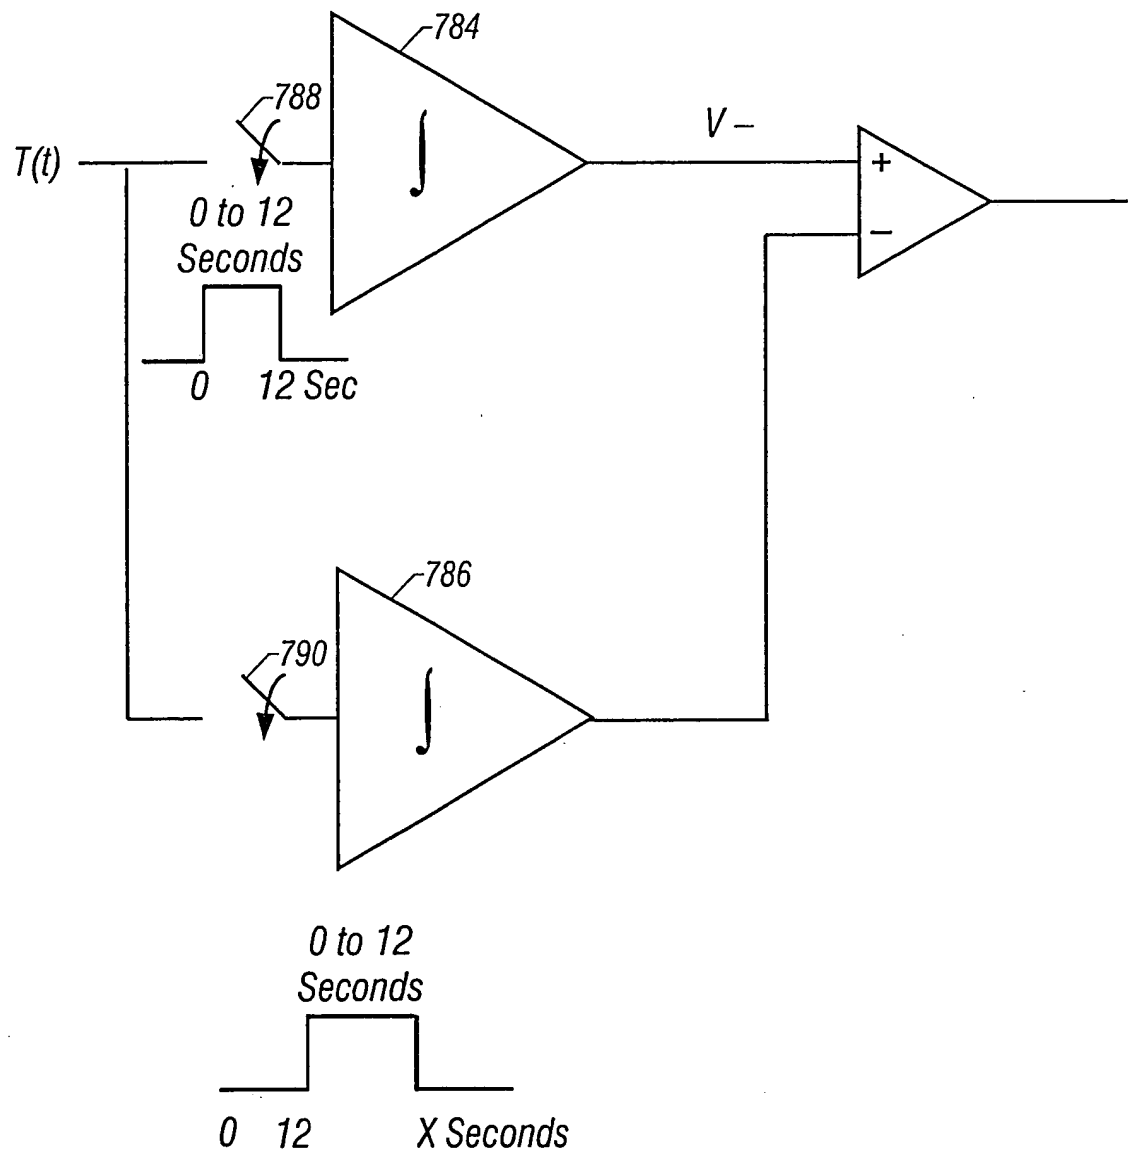 784
788
T(t)
V –
+
–
∫
0 to 12
Seconds
0 12 Sec
786
790
∫
0 to 12
Seconds
0 12 X Seconds